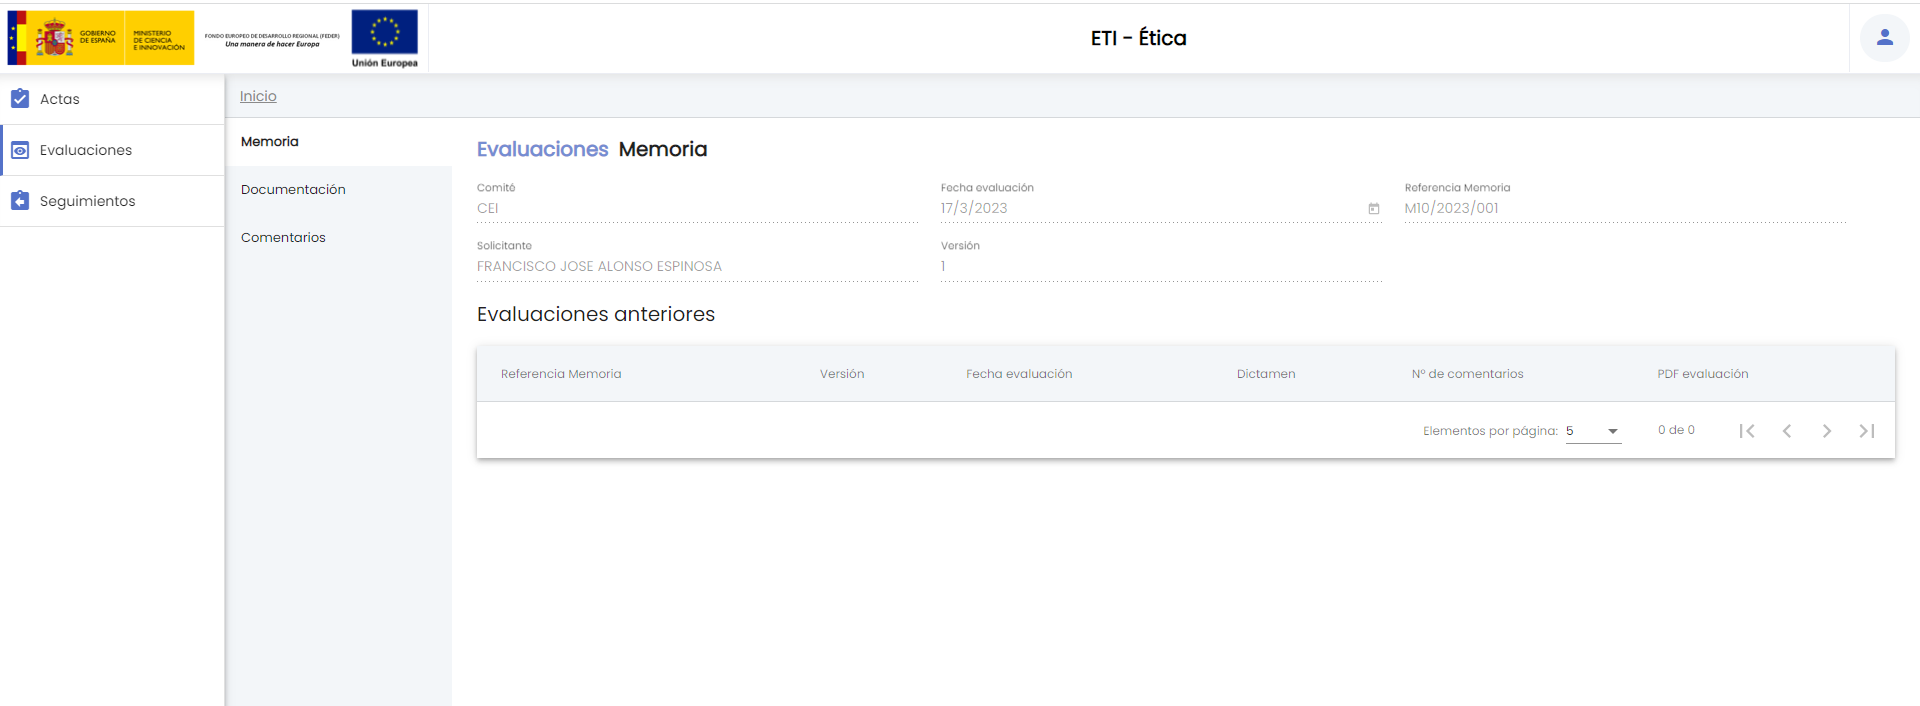 GOBIERNO
DE ESPAÑA
MINISTERIO
DE CIENCIA
E INNOVACIÓN
FONDO EUROPEO DE DESARROLLO REGIONAL (FEDER)
Una manera de hacer Europa
Unión Europea
ETI - Ética
Actas
Evaluaciones
Seguimientos
Inicio
Memoria
Documentación
Comentarios
Evaluaciones Memoria
Comité
CEI
Fecha evaluación
17/3/2023
Referencia Memoria
M10/2023/001
Solicitante
FRANCISCO JOSE ALONSO ESPINOSA
Versión
1
Evaluaciones anteriores
Referencia Memoria Versión Fecha evaluación Dictamen Nº de comentarios PDF evaluación
Elementos por página: 5 0 de 0